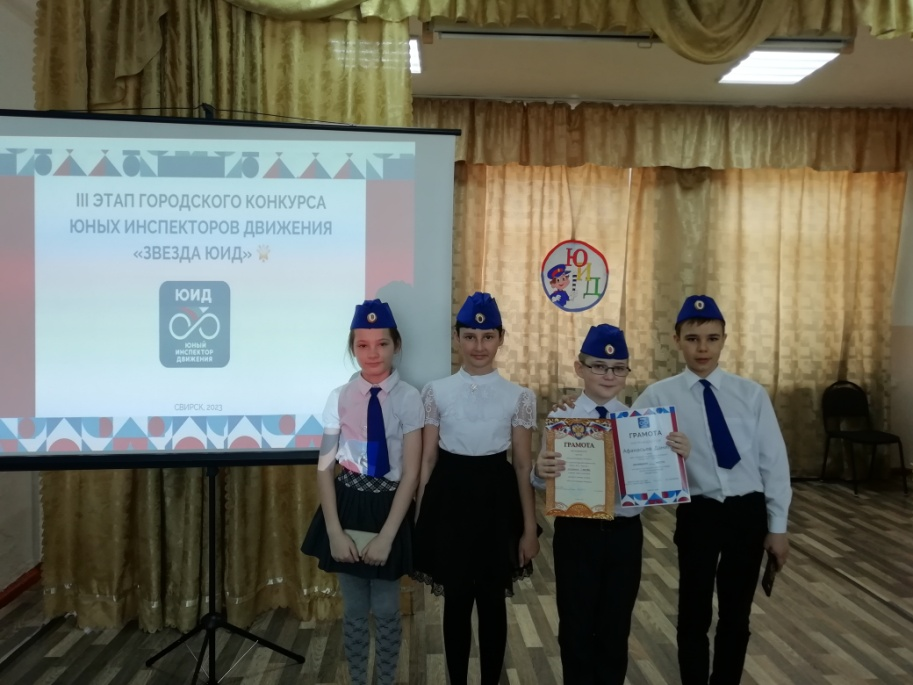 III ЭТАП ГОРОДСКОГО КОНКУРСА
ЮНЫХ ИНСПЕКТОРОВ ДВИЖЕНИЯ
«ЗВЕЗДА ЮИД»
ЮИД
ЮНЫЙ
ИНСПЕКТОР
ДВИЖЕНИЯ
СВИРСК, 2023
ЮИД
ГРАМОТА
ГРАМОТА